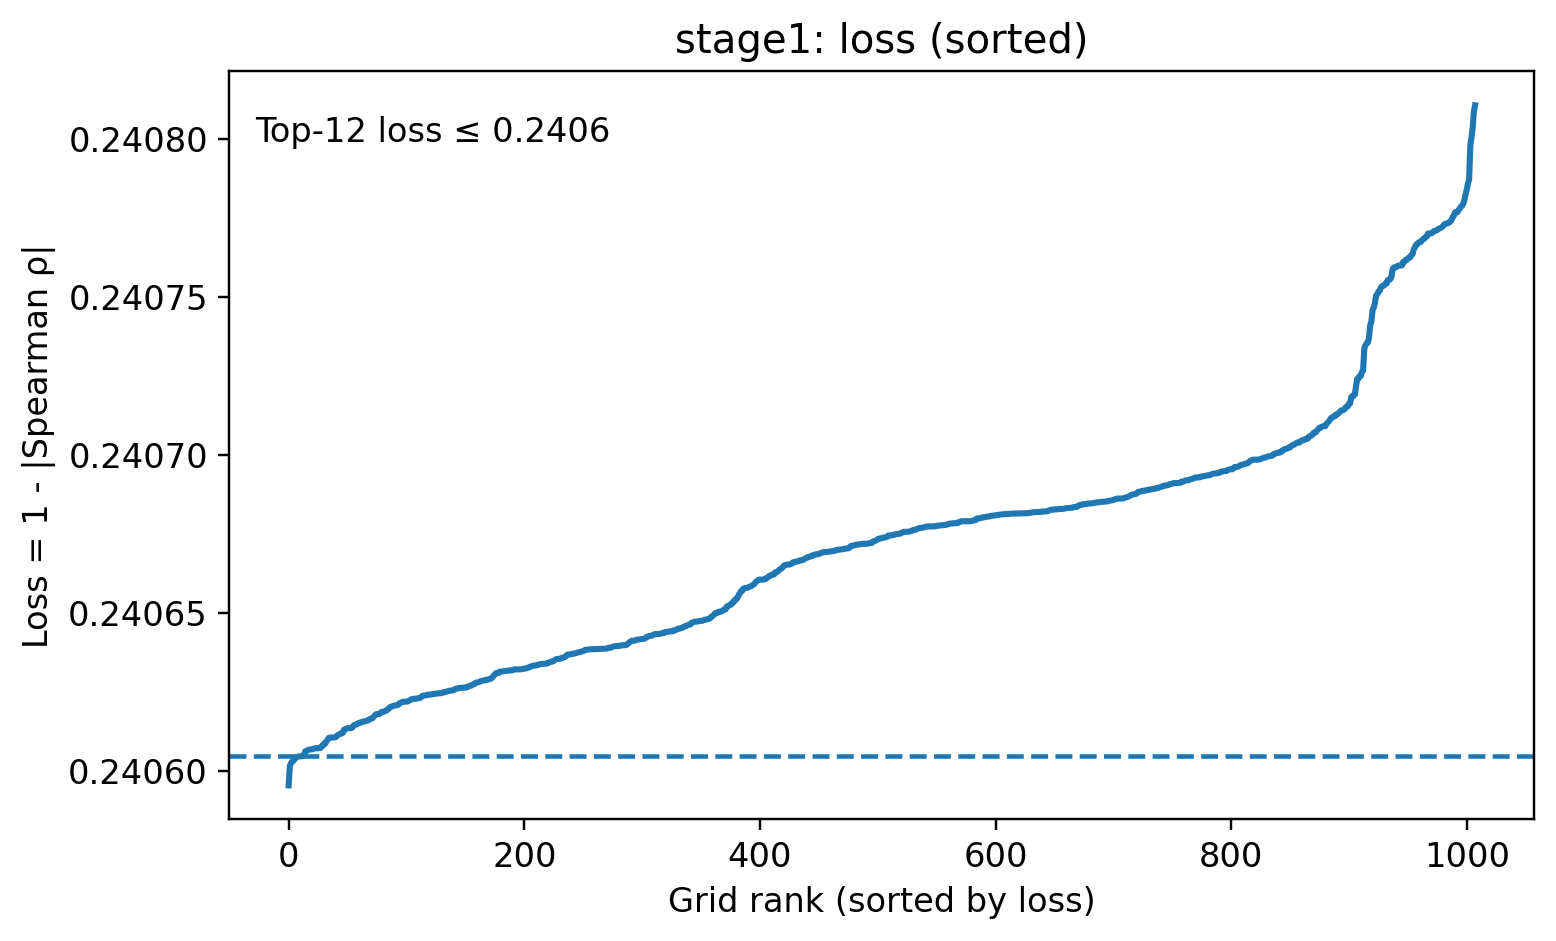 stage1: loss (sorted)
Top-12 loss ≤ 0.2406
Loss = 1 - |Spearman ρ|
0.24080
0.24075
0.24070
0.24065
0.24060
0
200
400
600
800
1000
Grid rank (sorted by loss)